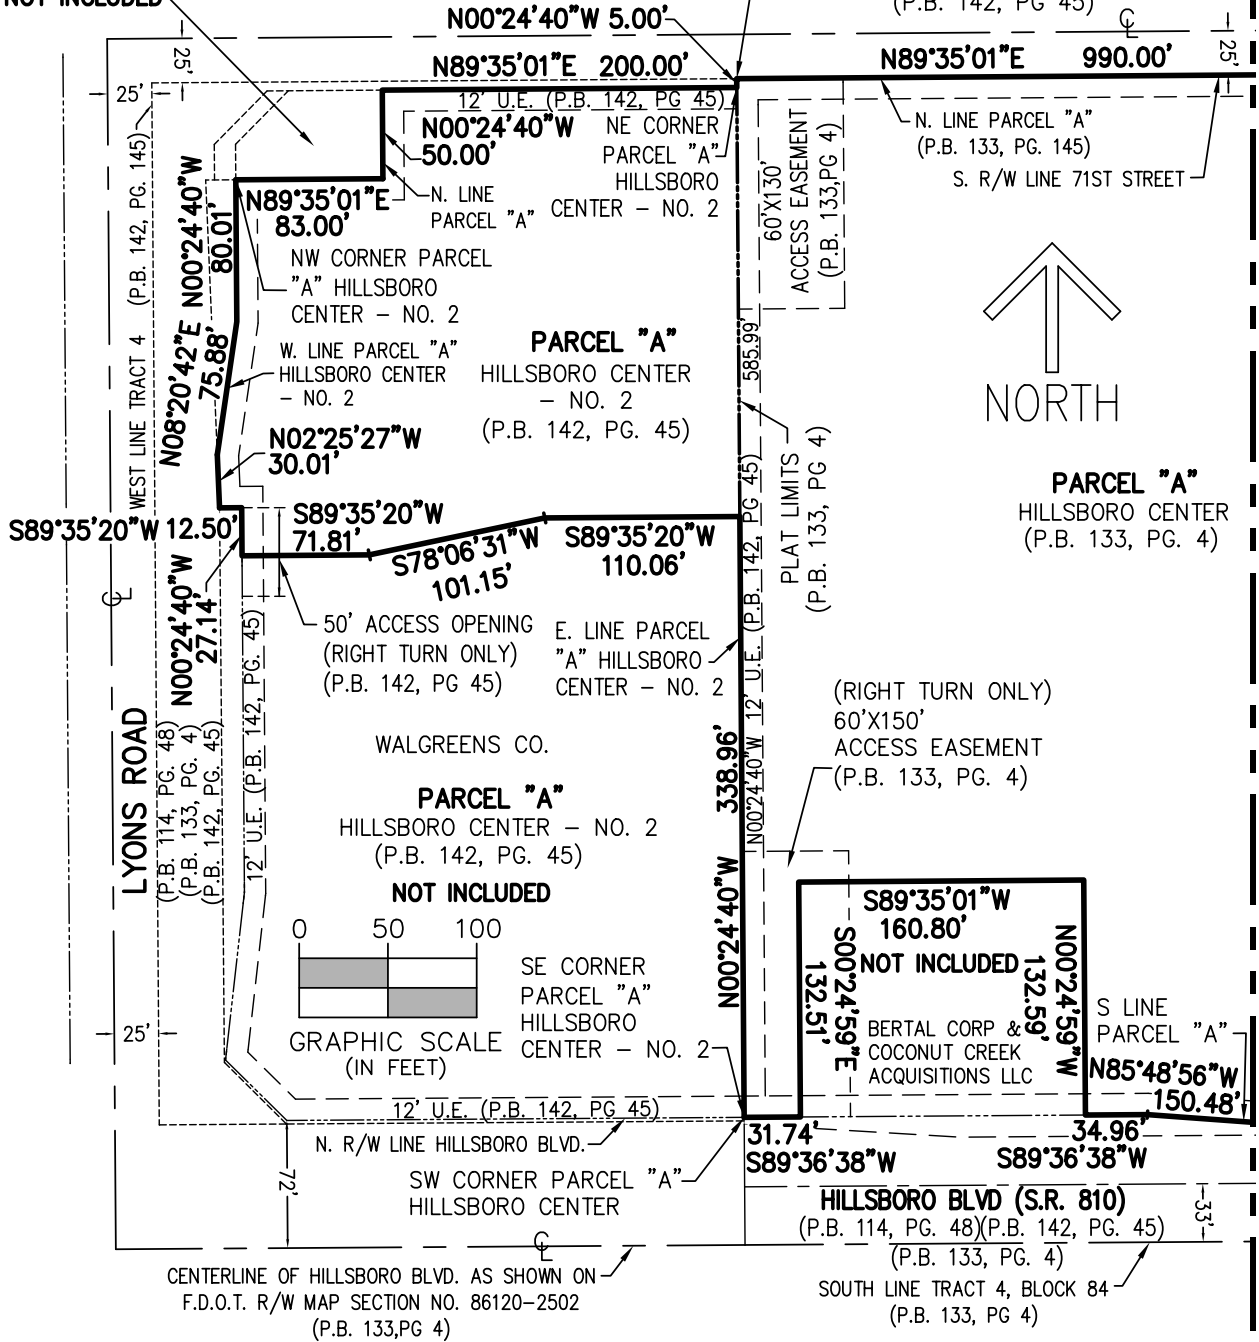 NOT INCLUDED
N00°24'40"W 5.00'
(P.B. 142, PG 45)
25'
℄
25'
N89°35'01"E 200.00'
N89°35'01"E 990.00'
25'
12' U.E. (P.B. 142, PG 45)
N00°24'40"W
50.00'
NE CORNER
PARCEL "A"
HILLSBORO
CENTER – NO. 2
60'X130'
ACCESS EASEMENT
(P.B. 133,PG 4)
N. LINE PARCEL "A"
(P.B. 133, PG. 145)
S. R/W LINE 71ST STREET
N89°35'01"E
83.00'
N. LINE
PARCEL "A"
WEST LINE TRACT 4 (P.B. 142, PG. 145)
N00°24'40"W
80.01'
NW CORNER PARCEL
"A" HILLSBORO
CENTER – NO. 2
N08°20'42"E
75.88'
W. LINE PARCEL "A"
HILLSBORO CENTER
– NO. 2
PARCEL "A"
HILLSBORO CENTER
– NO. 2
(P.B. 142, PG. 45)
585.99'
NORTH
N02°25'27"W
30.01'
PLAT LIMITS
(P.B. 133, PG 4)
PARCEL "A"
HILLSBORO CENTER
(P.B. 133, PG. 4)
S89°35'20"W 12.50'
S89°35'20"W
71.81'
S78°06'31"W
101.15'
S89°35'20"W
110.06'
℄
N00°24'40"W
27.14'
50' ACCESS OPENING
(RIGHT TURN ONLY)
(P.B. 142, PG 45)
E. LINE PARCEL
"A" HILLSBORO
CENTER – NO. 2
N00°24'40"W 12' U.E. (P.B. 142, PG 45)
(RIGHT TURN ONLY)
60'X150'
ACCESS EASEMENT
(P.B. 133, PG. 4)
LYONS ROAD
(P.B. 114, PG. 48)
(P.B. 133, PG. 4)
(P.B. 142, PG. 45)
12' U.E. (P.B. 142, PG. 45)
WALGREENS CO.
PARCEL "A"
HILLSBORO CENTER – NO. 2
(P.B. 142, PG. 45)
NOT INCLUDED
N00°24'40"W 338.96'
0 50 100
GRAPHIC SCALE
(IN FEET)
SE CORNER
PARCEL "A"
HILLSBORO
CENTER – NO. 2
S89°35'01"W
160.80'
S00°24'59"E
132.51'
NOT INCLUDED
N00°24'59"W
132.59'
BERTAL CORP &
COCONUT CREEK
ACQUISITIONS LLC
S LINE
PARCEL "A"
N85°48'56"W
150.48'
25'
12' U.E. (P.B. 142, PG 45)
N. R/W LINE HILLSBORO BLVD.
31.74'
S89°36'38"W
34.96'
S89°36'38"W
72'
SW CORNER PARCEL "A"
HILLSBORO CENTER
HILLSBORO BLVD (S.R. 810)
(P.B. 114, PG. 48)(P.B. 142, PG. 45)
(P.B. 133, PG. 4)
33'
℄
CENTERLINE OF HILLSBORO BLVD. AS SHOWN ON
F.D.O.T. R/W MAP SECTION NO. 86120–2502
(P.B. 133,PG 4)
SOUTH LINE TRACT 4, BLOCK 84
(P.B. 133, PG 4)